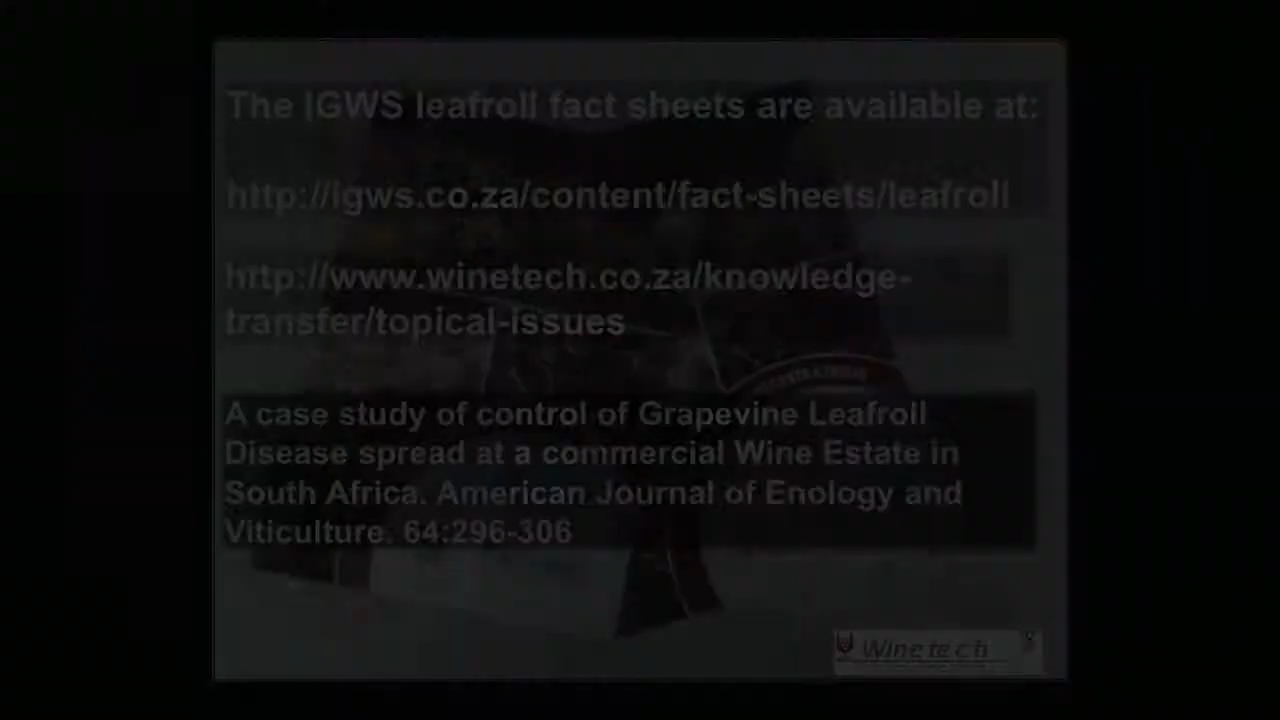 The IGWS leafroll fact sheets are available at:
http://igws.co.za/content/fact-sheets/leafroll
http://www.winetech.co.za/knowledge-
transfer/topical-issues
A case study of control of Grapevine Leafroll
Disease spread at a commercial Wine Estate in
South Africa. American Journal of Enology and
Viticulture. 64:296-306
Winetech